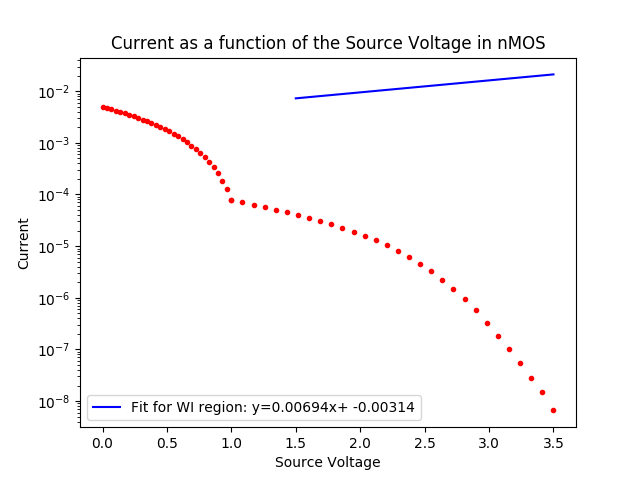 Current as a function of the Source Voltage in nMOS
Current
10⁻²
10⁻³
10⁻⁴
10⁻⁵
10⁻⁶
10⁻⁷
10⁻⁸
Fit for WI region: y=0.00694x+ -0.00314
0.0 0.5 1.0 1.5 2.0 2.5 3.0 3.5
Source Voltage